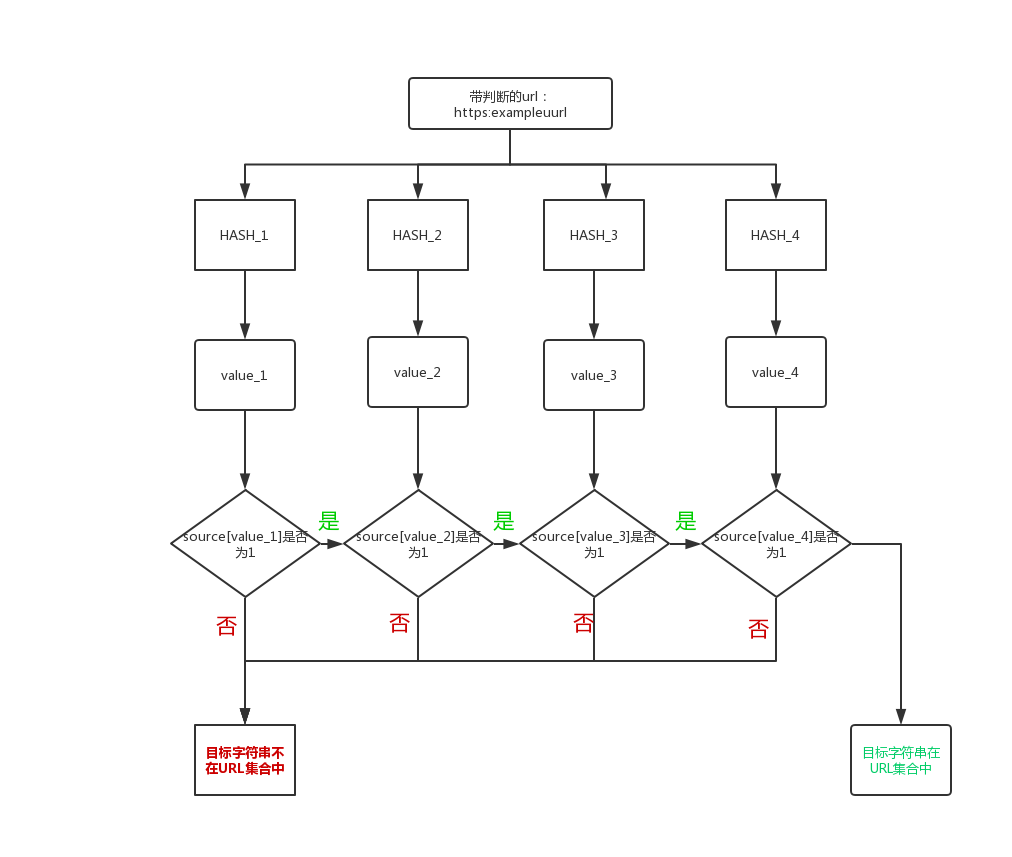 带判断的url：
https:exampleuurl
HASH_1
HASH_2
HASH_3
HASH_4
value_1
value_2
value_3
value_4
是
是
是
source[value_1]是否
为1
source[value_2]是否
为1
source[value_3]是否
为1
source[value_4]是否
为1
否
否
否
否
目标字符串不
在URL集合中
目标字符串在
URL集合中